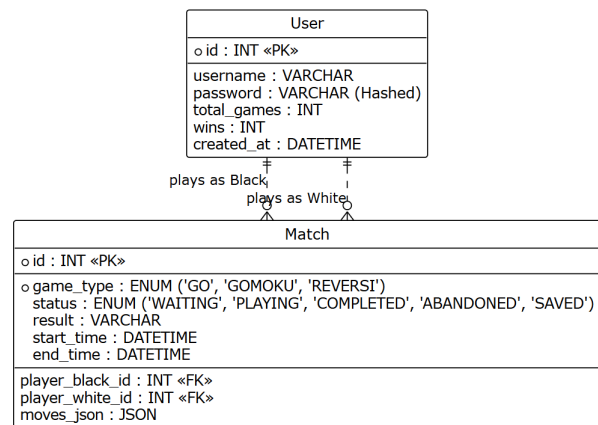 User
id : INT «PK»
username : VARCHAR
password : VARCHAR (Hashed)
total_games : INT
wins : INT
created_at : DATETIME
plays as Black
plays as White
Match
id : INT «PK»
game_type : ENUM ('GO', 'GOMOKU', 'REVERSI')
status : ENUM ('WAITING', 'PLAYING', 'COMPLETED', 'ABANDONED', 'SAVED')
result : VARCHAR
start_time : DATETIME
end_time : DATETIME
player_black_id : INT «FK»
player_white_id : INT «FK»
moves_json : JSON